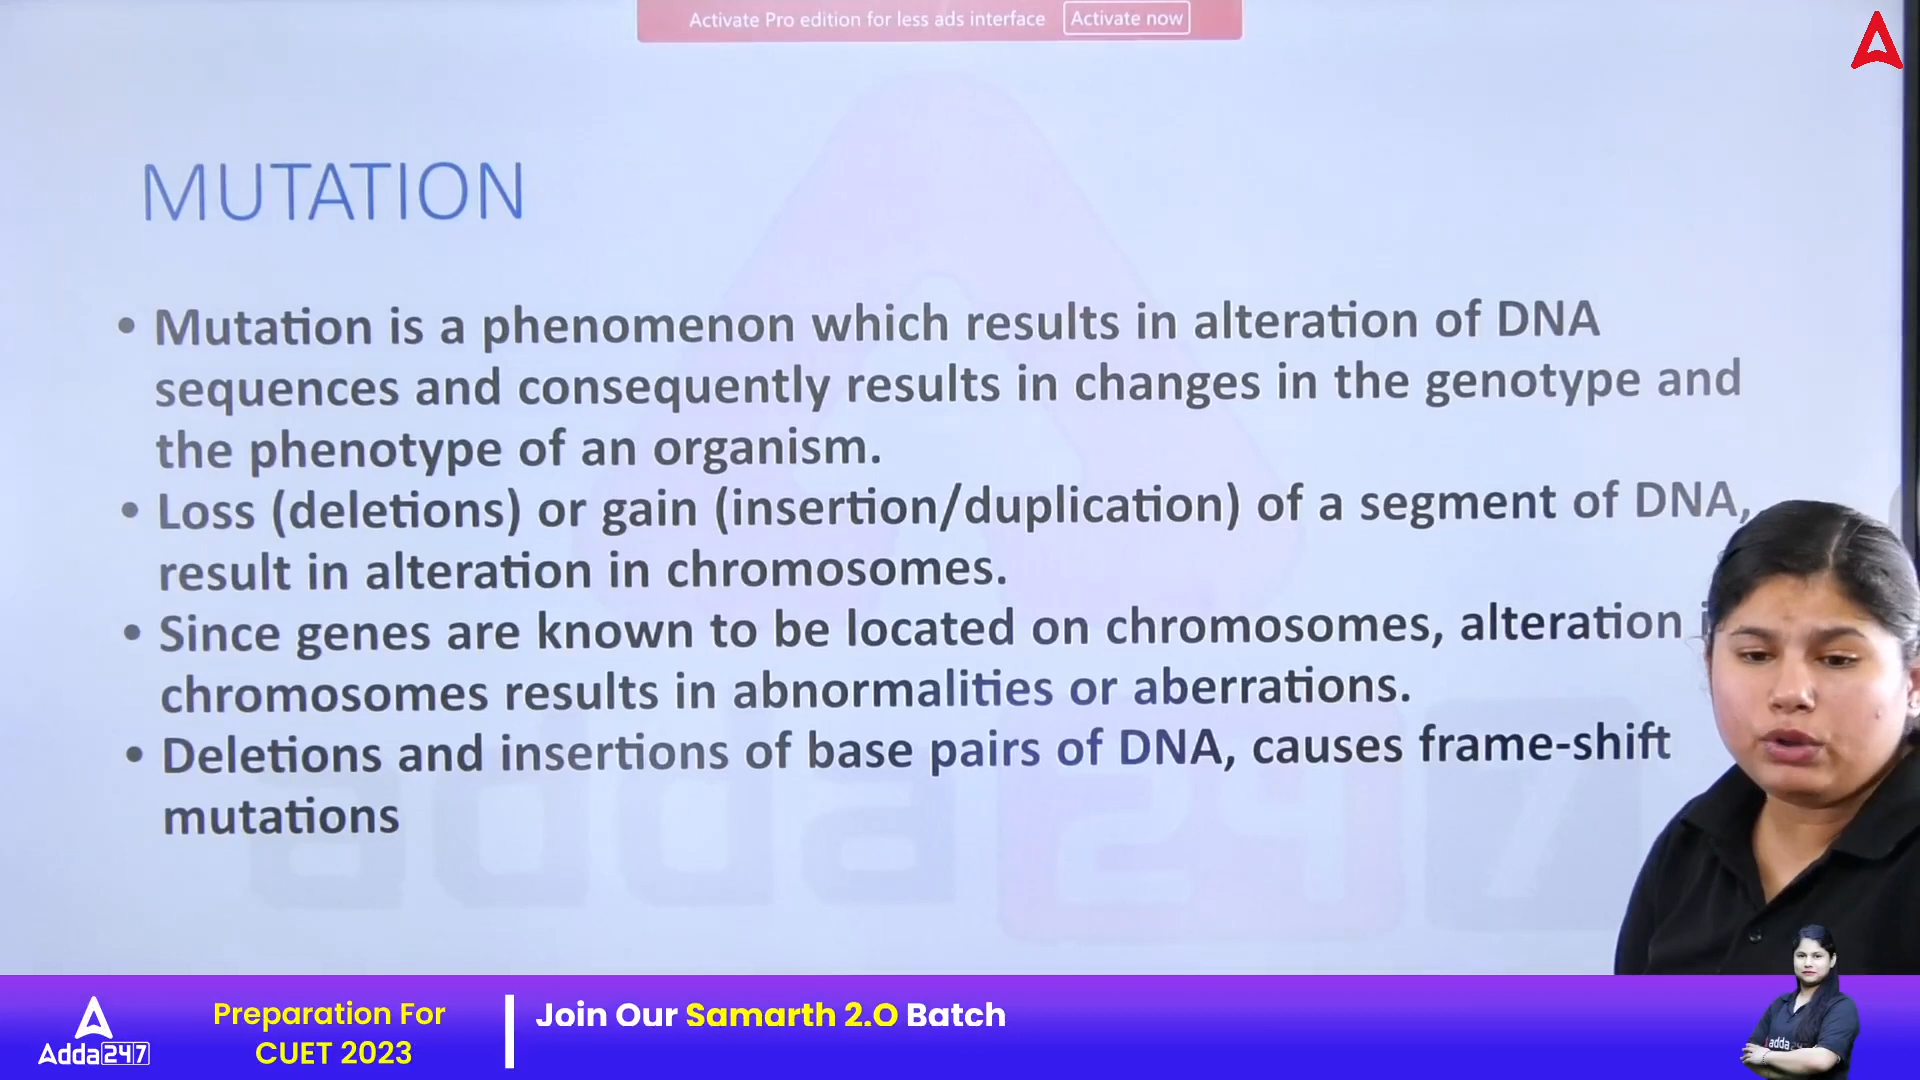 Activate Pro edition for less ads interface Activate now
MUTATION
• Mutation is a phenomenon which results in alteration of DNA
sequences and consequently results in changes in the genotype and
the phenotype of an organism.
• Loss (deletions) or gain (insertion/duplication) of a segment of DNA,
result in alteration in chromosomes.
• Since genes are known to be located on chromosomes, alteration
chromosomes results in abnormalities or aberrations.
• Deletions and insertions of base pairs of DNA, causes frame-shift
mutations
adda 247
Adda247
Preparation For
CUET 2023
Join Our Samarth 2.O Batch
adda